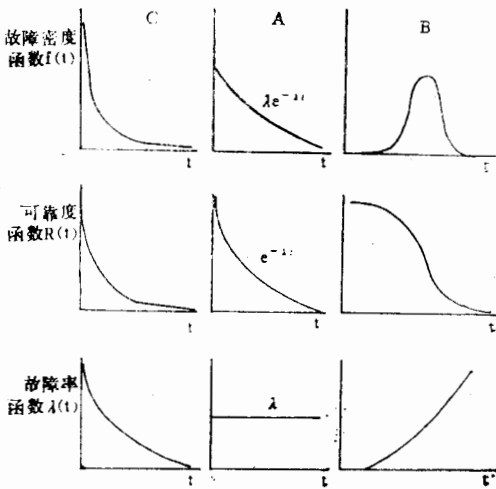 C A B
故障密度
函数f(t)
λe⁻λt
t t t
可靠度
函数R(t)
e⁻λt
t t t
故障率
函数λ(t)
λ
t t t